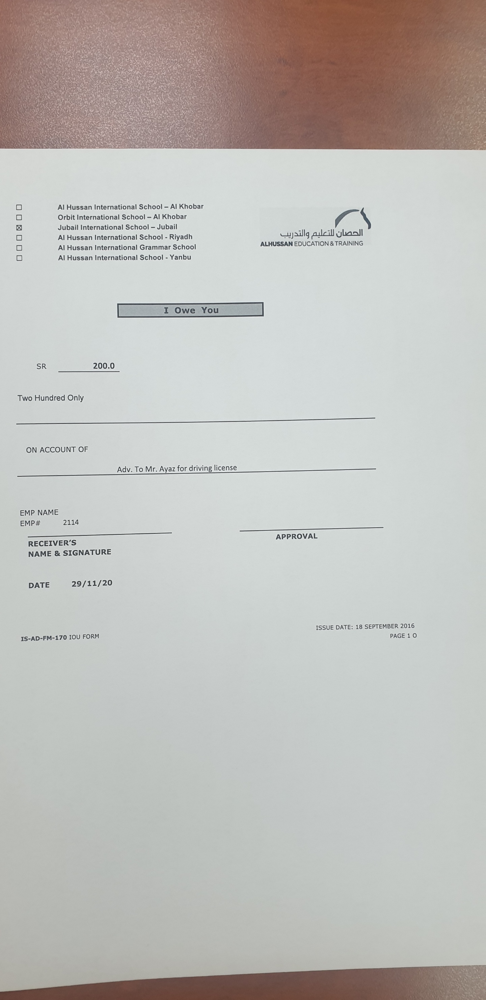 ☐ Al Hussan International School – Al Khobar
☐ Orbit International School – Al Khobar
☒ Jubail International School – Jubail
☐ Al Hussan International School - Riyadh
☐ Al Hussan International Grammar School
☐ Al Hussan International School - Yanbu
الحصان للتعليم والتدريب
ALHUSSAN EDUCATION & TRAINING
I Owe You
SR 200.0
Two Hundred Only
ON ACCOUNT OF
Adv. To Mr. Ayaz for driving license
EMP NAME
EMP# 2114
RECEIVER'S
NAME & SIGNATURE
APPROVAL
DATE 29/11/20
ISSUE DATE: 18 SEPTEMBER 2016
IS-AD-FM-170 IOU FORM
PAGE 1 O